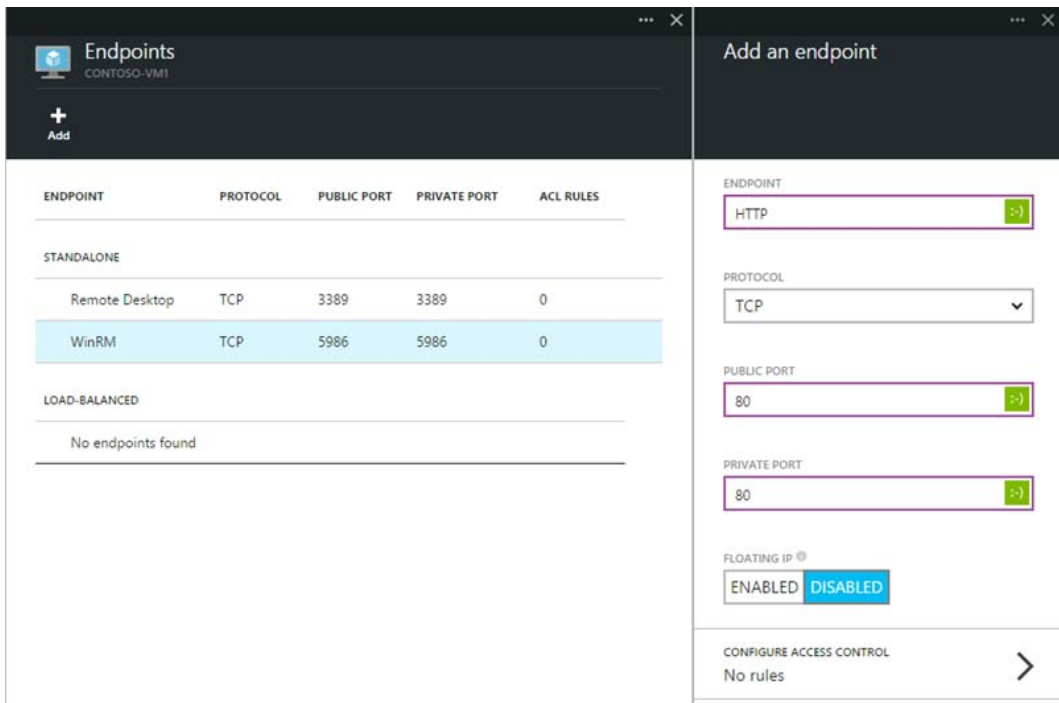 Endpoints
CONTOSO-VM1
Add
ENDPOINT PROTOCOL PUBLIC PORT PRIVATE PORT ACL RULES
STANDALONE
Remote Desktop TCP 3389 3389 0
WinRM TCP 5986 5986 0
LOAD-BALANCED
No endpoints found
Add an endpoint
ENDPOINT
HTTP :-)
PROTOCOL
TCP
PUBLIC PORT
80 :-)
PRIVATE PORT
80 :-)
FLOATING IP
ENABLED DISABLED
CONFIGURE ACCESS CONTROL
No rules